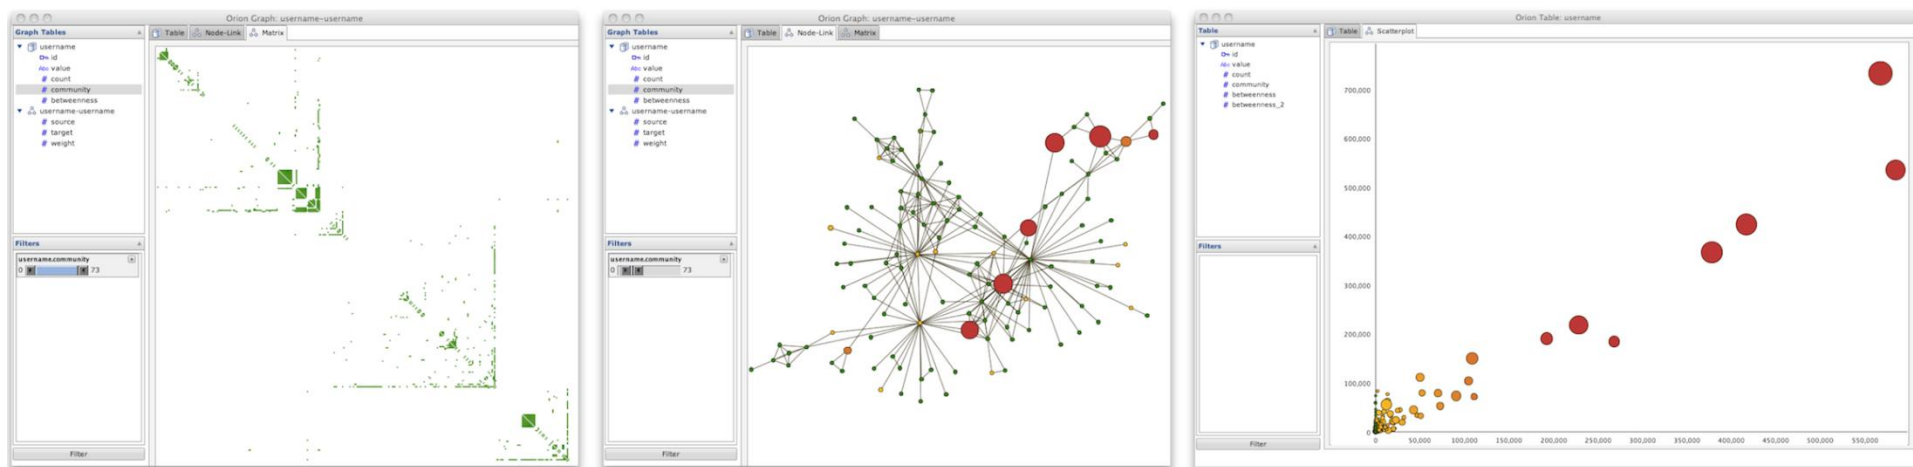 Orion Graph: username-username
Graph Tables
Table
Node-Link
Matrix
username
id
Abc value
# count
# community
# betweenness
username-username
# source
# target
# weight
Filters
username.community
0 73
Filter
Orion Graph: username-username
Graph Tables
Table
Node-Link
Matrix
username
id
Abc value
# count
# community
# betweenness
username-username
# source
# target
# weight
Filters
username.community
0 73
Filter
Orion Table: username
Table
Table
Scatterplot
username
id
Abc value
# count
# community
# betweenness
# betweenness_2
Filters
Filter
700,000
600,000
500,000
400,000
300,000
200,000
100,000
0
0 50,000 100,000 150,000 200,000 250,000 300,000 350,000 400,000 450,000 500,000 550,000